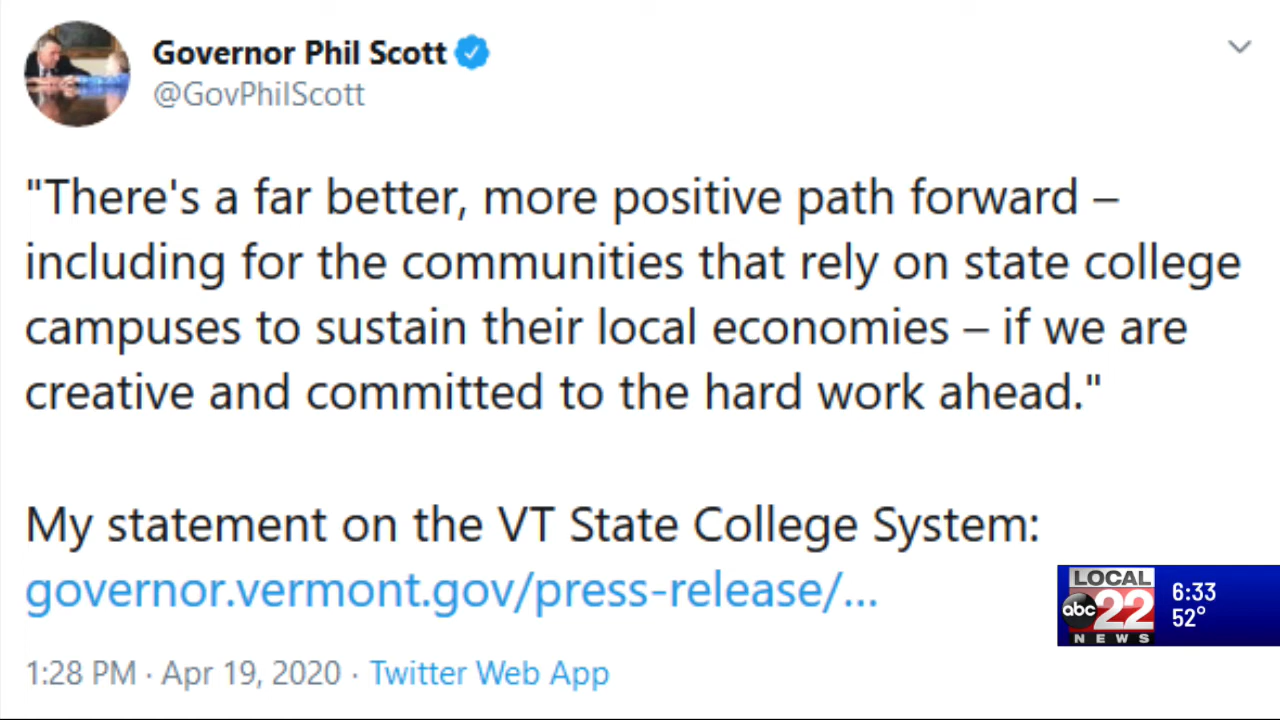 Governor Phil Scott
@GovPhilScott
"There's a far better, more positive path forward –
including for the communities that rely on state college
campuses to sustain their local economies – if we are
creative and committed to the hard work ahead."
My statement on the VT State College System:
governor.vermont.gov/press-release/...
1:28 PM · Apr 19, 2020 · Twitter Web App
LOCAL
abc 22
NEWS
6:33
52°